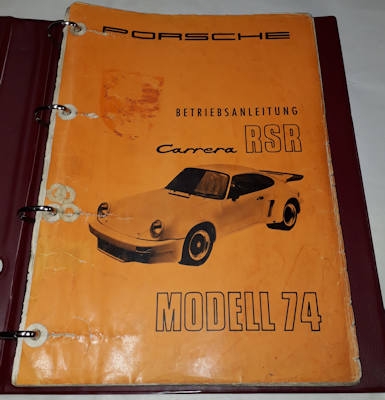 PORSCHE
BETRIEBSANLEITUNG
Carrera RSR
MODELL 74